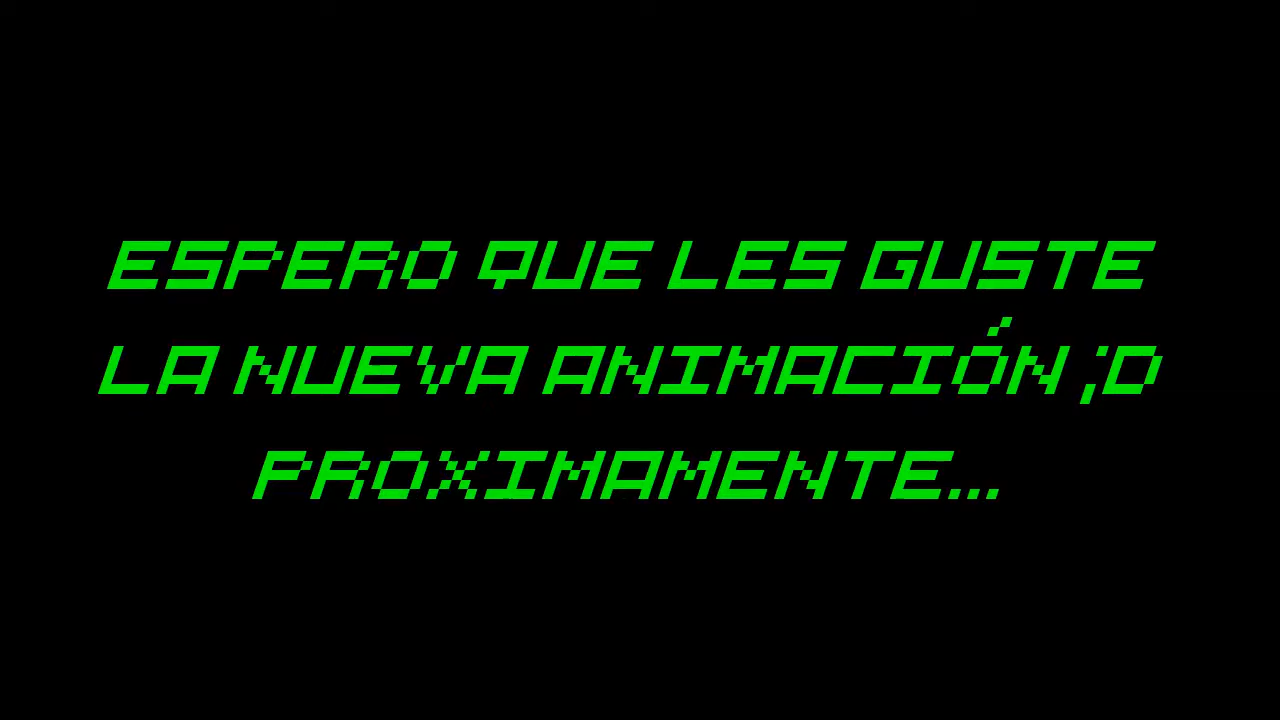 ESPERO QUE LES GUSTE
LA NUEVA ANIMACIÓN ;D
PROXIMAMENTE...